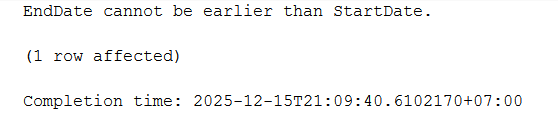 EndDate cannot be earlier than StartDate.
(1 row affected)
Completion time: 2025-12-15T21:09:40.6102170+07:00